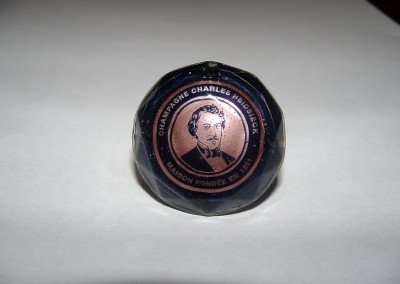 CHAMPAGNE CHARLES HEIDSIECK
MAISON FONDÉE EN 1851